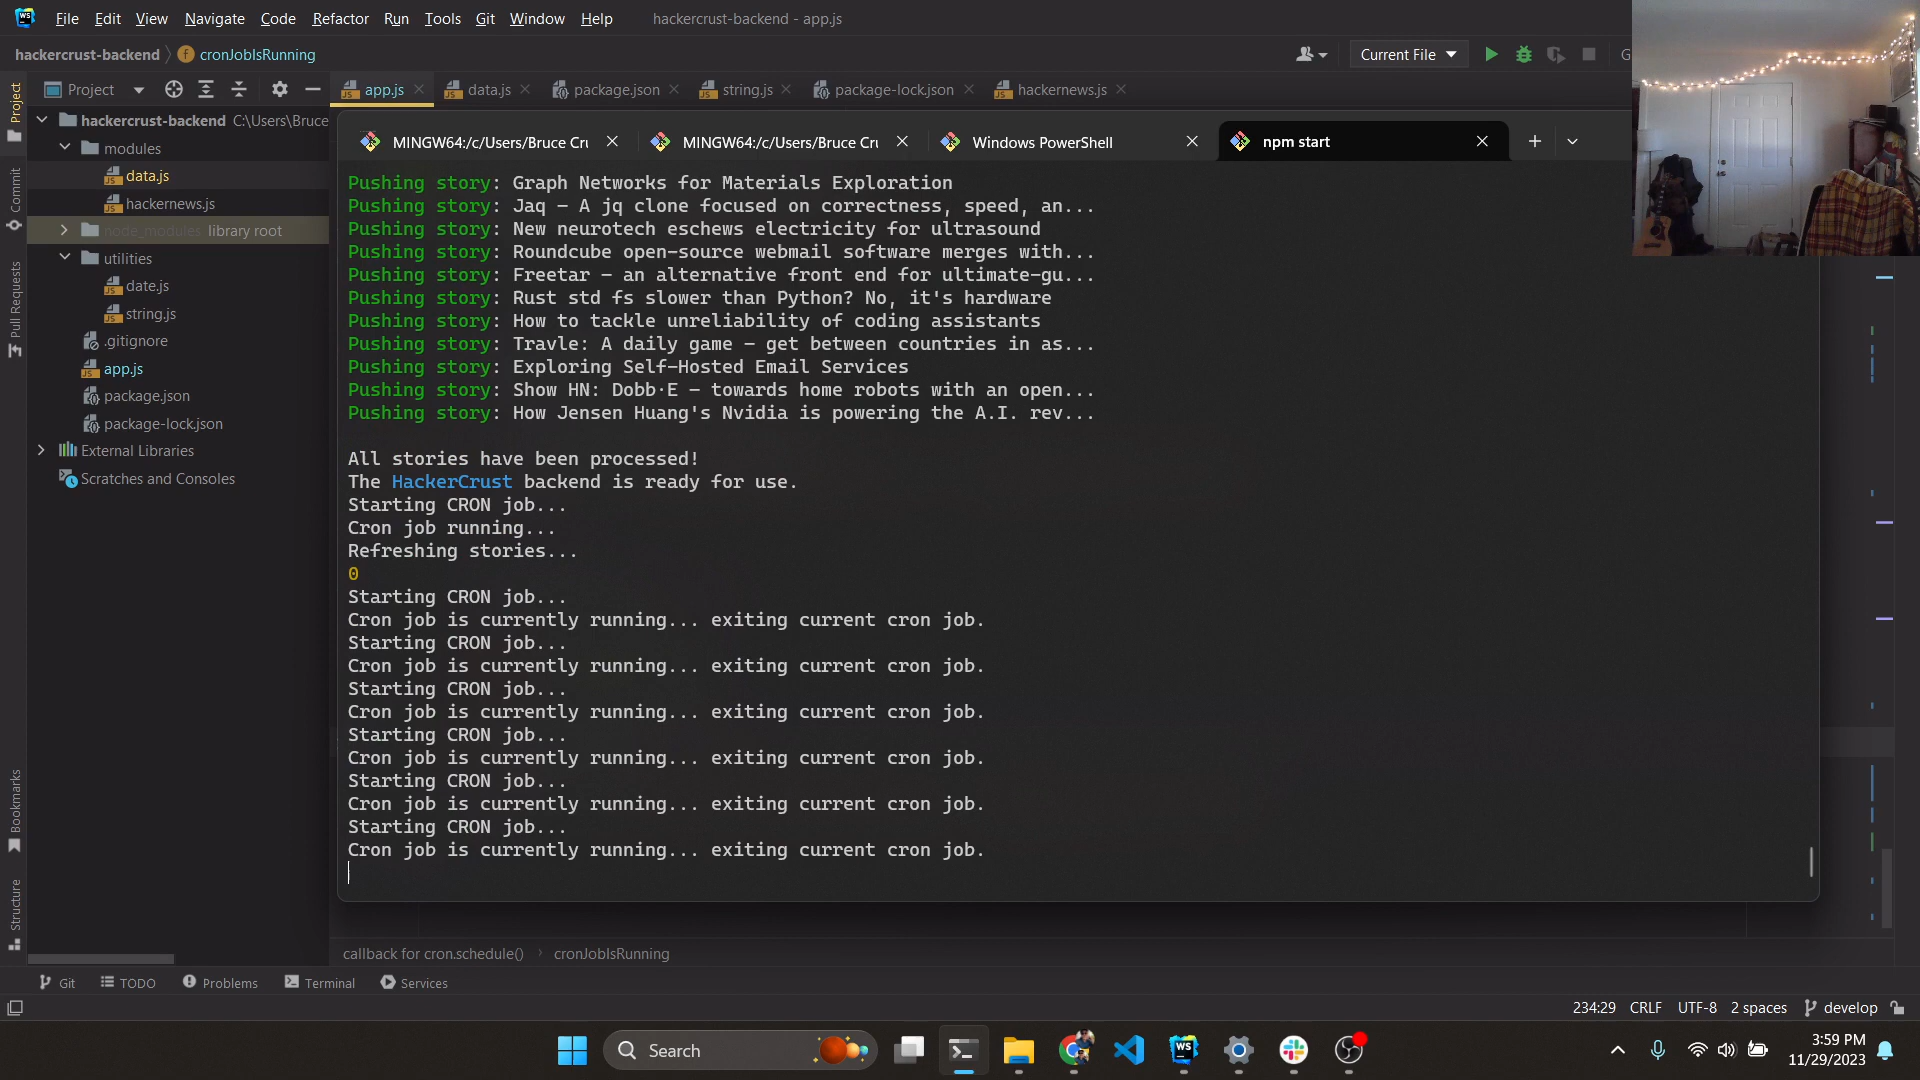 File Edit View Navigate Code Refactor Run Tools Git Window Help hackercrust-backend - app.js
hackercrust-backend cronJobIsRunning Current File
Project
app.js data.js package.json string.js package-lock.json hackernews.js
hackercrust-backend C:\Users\Bruce
modules
data.js
hackernews.js
node_modules library root
utilities
date.js
string.js
.gitignore
app.js
package.json
package-lock.json
External Libraries
Scratches and Consoles
Project
Commit
Pull Requests
Bookmarks
Structure
MINGW64:/c/Users/Bruce Cru MINGW64:/c/Users/Bruce Cru Windows PowerShell npm start
Pushing story: Graph Networks for Materials Exploration
Pushing story: Jaq – A jq clone focused on correctness, speed, an...
Pushing story: New neurotech eschews electricity for ultrasound
Pushing story: Roundcube open-source webmail software merges with...
Pushing story: Freetar – an alternative front end for ultimate-gu...
Pushing story: Rust std fs slower than Python? No, it's hardware
Pushing story: How to tackle unreliability of coding assistants
Pushing story: Travle: A daily game – get between countries in as...
Pushing story: Exploring Self-Hosted Email Services
Pushing story: Show HN: Dobb·E – towards home robots with an open...
Pushing story: How Jensen Huang's Nvidia is powering the A.I. rev...
All stories have been processed!
The HackerCrust backend is ready for use.
Starting CRON job...
Cron job running...
Refreshing stories...
0
Starting CRON job...
Cron job is currently running... exiting current cron job.
Starting CRON job...
Cron job is currently running... exiting current cron job.
Starting CRON job...
Cron job is currently running... exiting current cron job.
Starting CRON job...
Cron job is currently running... exiting current cron job.
Starting CRON job...
Cron job is currently running... exiting current cron job.
Starting CRON job...
Cron job is currently running... exiting current cron job.
callback for cron.schedule() cronJobIsRunning
Git TODO Problems Terminal Services
234:29 CRLF UTF-8 2 spaces develop
Search
3:59 PM
11/29/2023